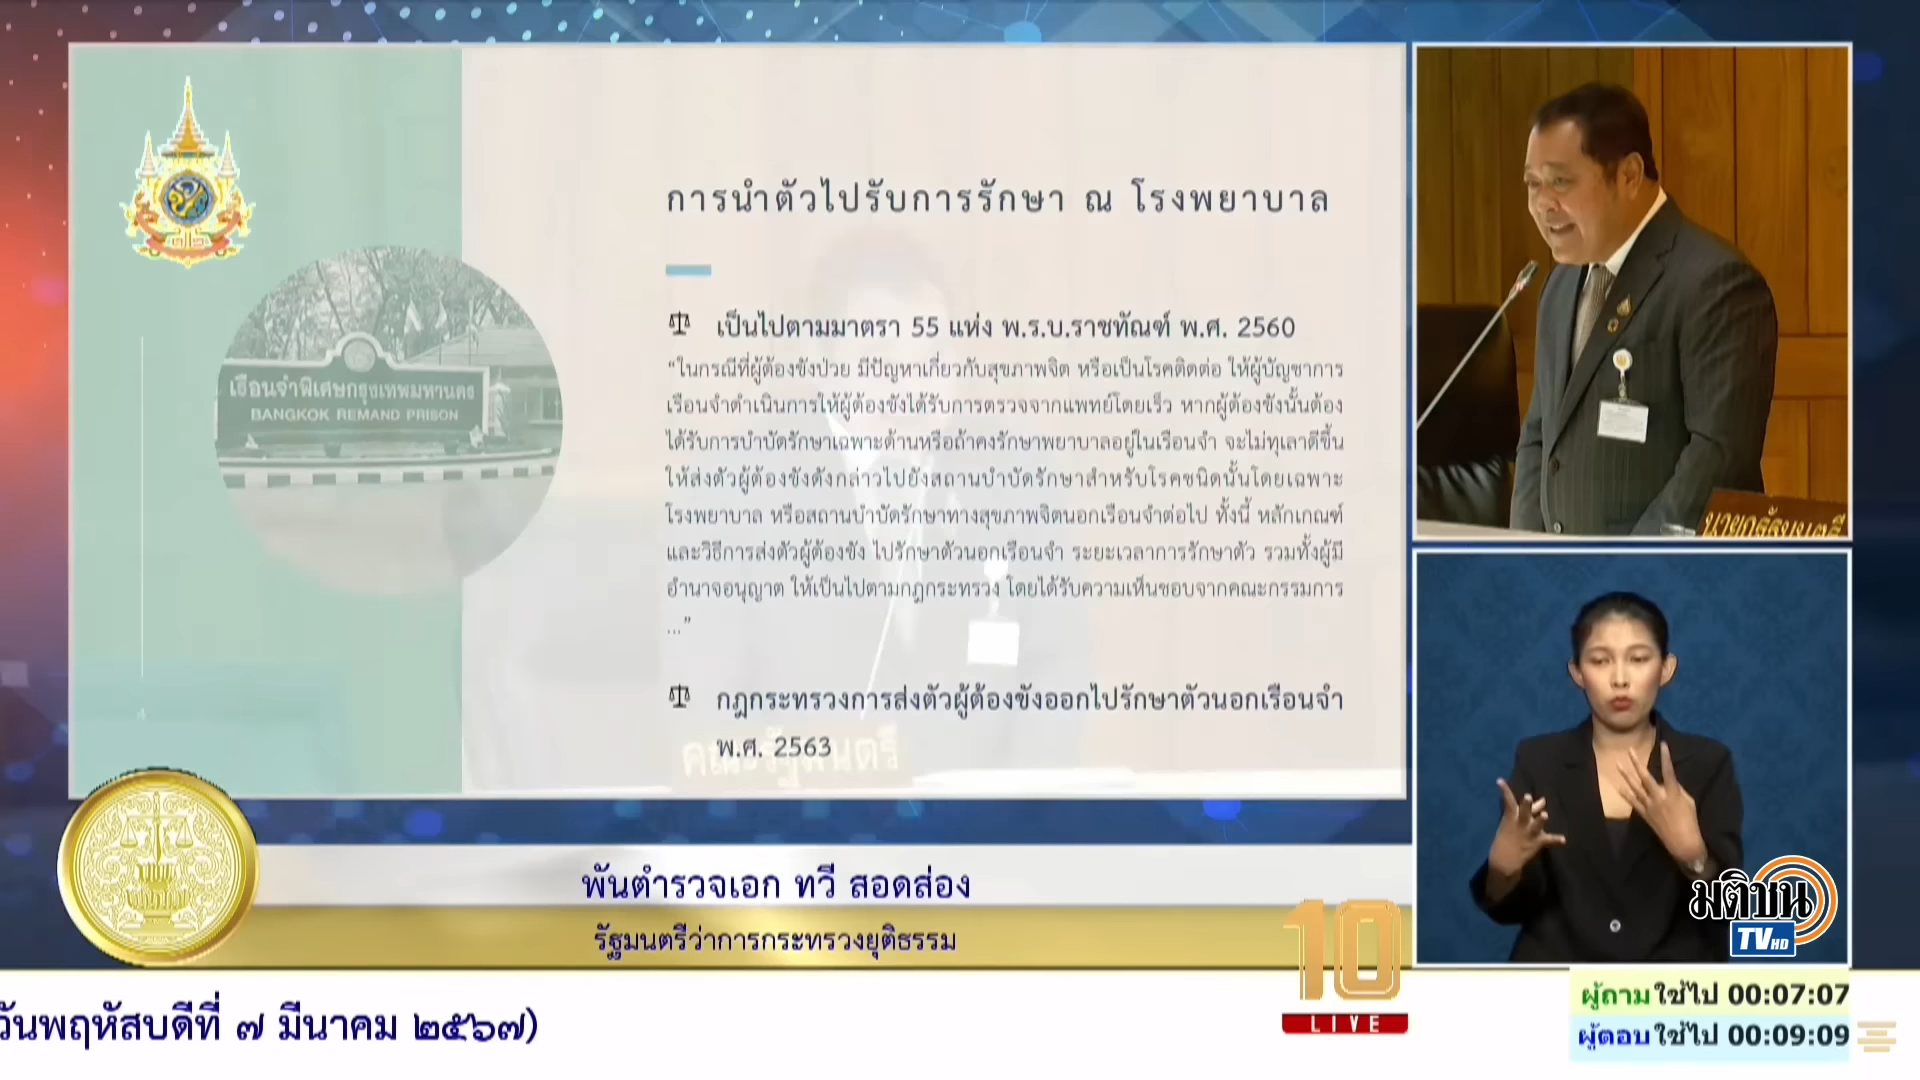 การนำตัวไปรับการรักษา ณ โรงพยาบาล
เป็นไปตามมาตรา 55 แห่ง พ.ร.บ.ราชทัณฑ์ พ.ศ. 2560
“ในกรณีที่ผู้ต้องขังป่วย มีปัญหาเกี่ยวกับสุขภาพจิต หรือเป็นโรคติดต่อ ให้ผู้บัญชาการ
เรือนจำดำเนินการให้ผู้ต้องขังได้รับการตรวจจากแพทย์โดยเร็ว หากผู้ต้องขังนั้นต้อง
ได้รับการบำบัดรักษาเฉพาะด้านหรือถ้าคงรักษาพยาบาลอยู่ในเรือนจำ จะไม่ทุเลาดีขึ้น
ให้ส่งตัวผู้ต้องขังดังกล่าวไปยังสถานบำบัดรักษาสำหรับโรคชนิดนั้นโดยเฉพาะ
โรงพยาบาล หรือสถานบำบัดรักษาทางสุขภาพจิตนอกเรือนจำต่อไป ทั้งนี้ หลักเกณฑ์
และวิธีการส่งตัวผู้ต้องขัง ไปรักษาตัวนอกเรือนจำ ระยะเวลาการรักษาตัว รวมทั้งผู้มี
อำนาจอนุญาต ให้เป็นไปตามกฎกระทรวง โดยได้รับความเห็นชอบจากคณะกรรมการ
...”
กฎกระทรวงการส่งตัวผู้ต้องขังออกไปรักษาตัวนอกเรือนจำ
พ.ศ. 2563
เรือนจำพิเศษกรุงเทพมหานคร
BANGKOK REMAND PRISON
คณะรัฐมนตรี
นายกรัฐมนตรี
พันตำรวจเอก ทวี สอดส่อง
รัฐมนตรีว่าการกระทรวงยุติธรรม
10
LIVE
มติชน
TV HD
วันพฤหัสบดีที่ ๗ มีนาคม ๒๕๖๗)
ผู้ถาม ใช้ไป 00:07:07
ผู้ตอบ ใช้ไป 00:09:09